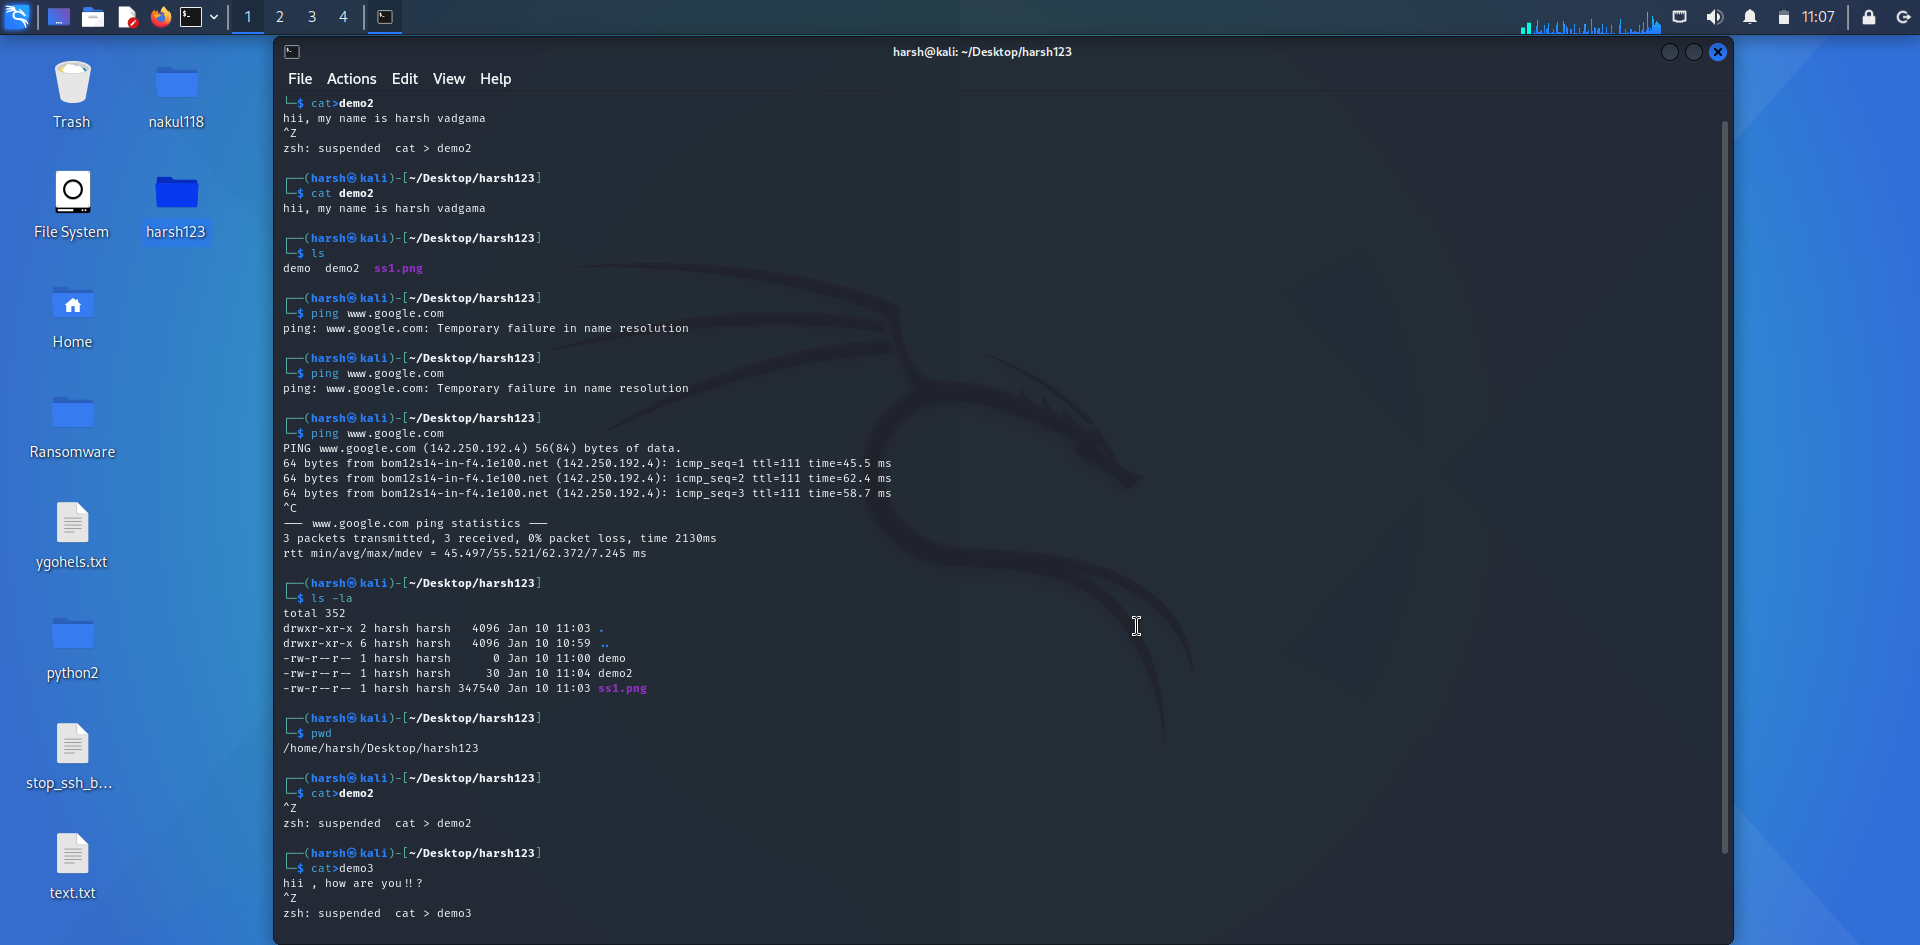 1 2 3 4 11:07
harsh@kali: ~/Desktop/harsh123
File Actions Edit View Help
Trash
nakul118
File System
harsh123
Home
Ransomware
ygohels.txt
python2
stop_ssh_b...
text.txt
└─$ cat>demo2
hii, my name is harsh vadgama
^Z
zsh: suspended  cat > demo2
┌──(harsh㉿kali)-[~/Desktop/harsh123]
└─$ cat demo2
hii, my name is harsh vadgama
┌──(harsh㉿kali)-[~/Desktop/harsh123]
└─$ ls
demo  demo2  ss1.png
┌──(harsh㉿kali)-[~/Desktop/harsh123]
└─$ ping www.google.com
ping: www.google.com: Temporary failure in name resolution
┌──(harsh㉿kali)-[~/Desktop/harsh123]
└─$ ping www.google.com
ping: www.google.com: Temporary failure in name resolution
┌──(harsh㉿kali)-[~/Desktop/harsh123]
└─$ ping www.google.com
PING www.google.com (142.250.192.4) 56(84) bytes of data.
64 bytes from bom12s14-in-f4.1e100.net (142.250.192.4): icmp_seq=1 ttl=111 time=45.5 ms
64 bytes from bom12s14-in-f4.1e100.net (142.250.192.4): icmp_seq=2 ttl=111 time=62.4 ms
64 bytes from bom12s14-in-f4.1e100.net (142.250.192.4): icmp_seq=3 ttl=111 time=58.7 ms
^C
--- www.google.com ping statistics ---
3 packets transmitted, 3 received, 0% packet loss, time 2130ms
rtt min/avg/max/mdev = 45.497/55.521/62.372/7.245 ms
┌──(harsh㉿kali)-[~/Desktop/harsh123]
└─$ ls -la
total 352
drwxr-xr-x 2 harsh harsh   4096 Jan 10 11:03 .
drwxr-xr-x 6 harsh harsh   4096 Jan 10 10:59 ..
-rw-r--r-- 1 harsh harsh      0 Jan 10 11:00 demo
-rw-r--r-- 1 harsh harsh     30 Jan 10 11:04 demo2
-rw-r--r-- 1 harsh harsh 347540 Jan 10 11:03 ss1.png
┌──(harsh㉿kali)-[~/Desktop/harsh123]
└─$ pwd
/home/harsh/Desktop/harsh123
┌──(harsh㉿kali)-[~/Desktop/harsh123]
└─$ cat>demo2
^Z
zsh: suspended  cat > demo2
┌──(harsh㉿kali)-[~/Desktop/harsh123]
└─$ cat>demo3
hii , how are you!!?
^Z
zsh: suspended  cat > demo3